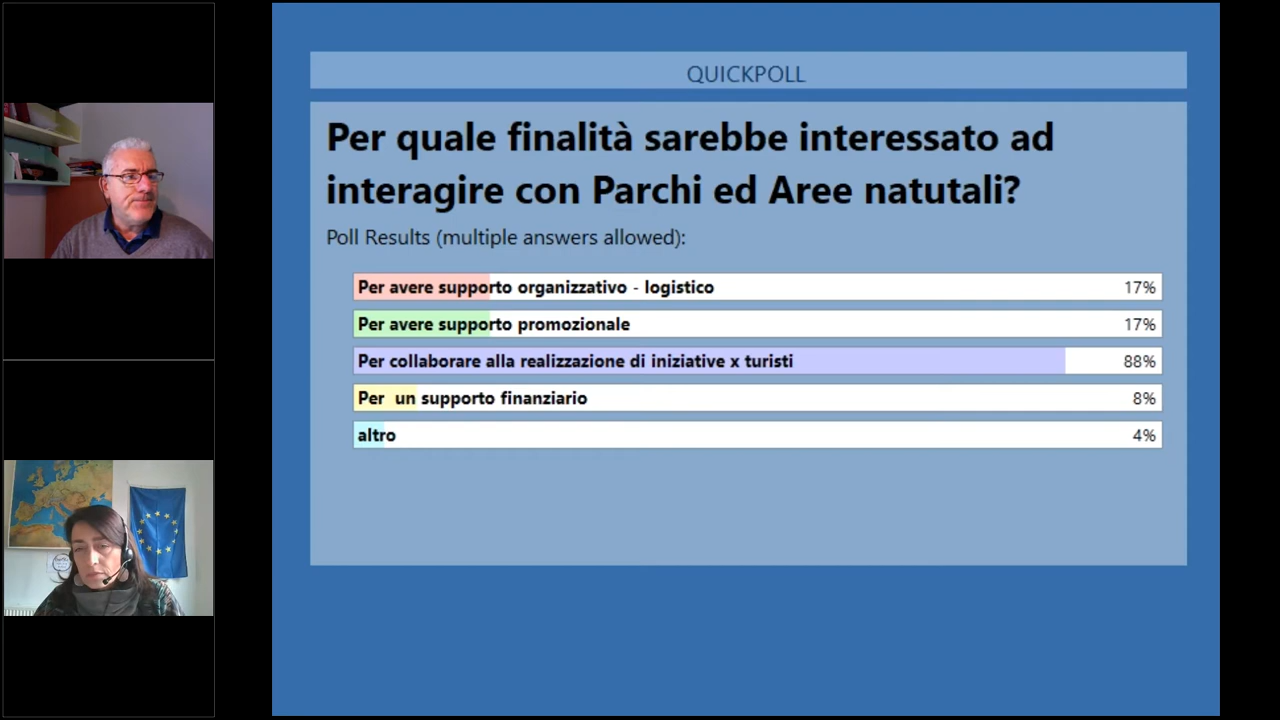 QUICKPOLL
Per quale finalità sarebbe interessato ad
interagire con Parchi ed Aree natutali?
Poll Results (multiple answers allowed):
Per avere supporto organizzativo - logistico 17%
Per avere supporto promozionale 17%
Per collaborare alla realizzazione di iniziative x turisti 88%
Per  un supporto finanziario 8%
altro 4%